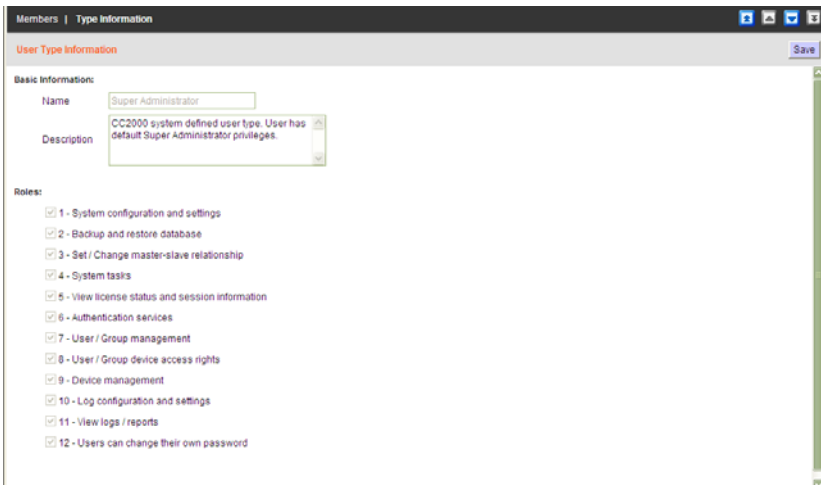 Members | Type Information
User Type Information
Save
Basic Information:
Name
Super Administrator
Description
CC2000 system defined user type. User has
default Super Administrator privileges.
Roles:
1 - System configuration and settings
2 - Backup and restore database
3 - Set / Change master-slave relationship
4 - System tasks
5 - View license status and session information
6 - Authentication services
7 - User / Group management
8 - User / Group device access rights
9 - Device management
10 - Log configuration and settings
11 - View logs / reports
12 - Users can change their own password